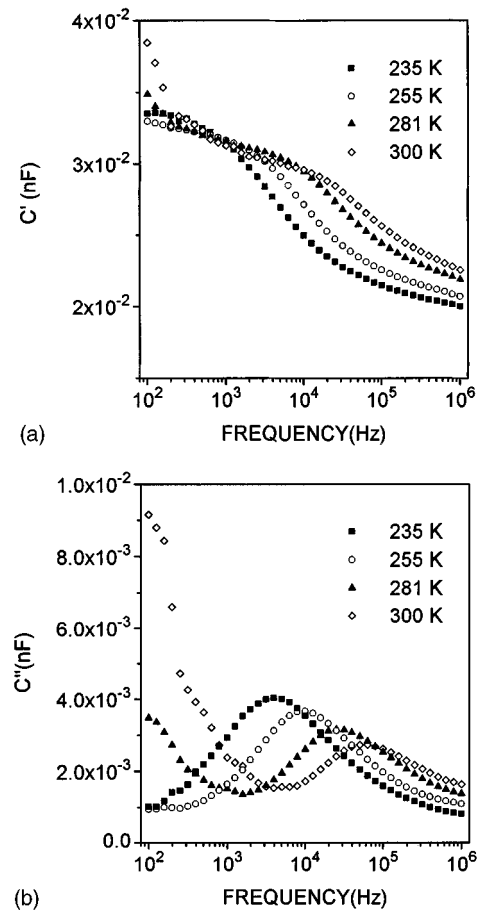 4x10⁻²
3x10⁻²
2x10⁻²
C' (nF)
235 K
255 K
281 K
300 K
10² 10³ 10⁴ 10⁵ 10⁶
(a) FREQUENCY(Hz)
1.0x10⁻²
8.0x10⁻³
6.0x10⁻³
4.0x10⁻³
2.0x10⁻³
0.0
C"(nF)
235 K
255 K
281 K
300 K
10² 10³ 10⁴ 10⁵ 10⁶
(b) FREQUENCY(Hz)